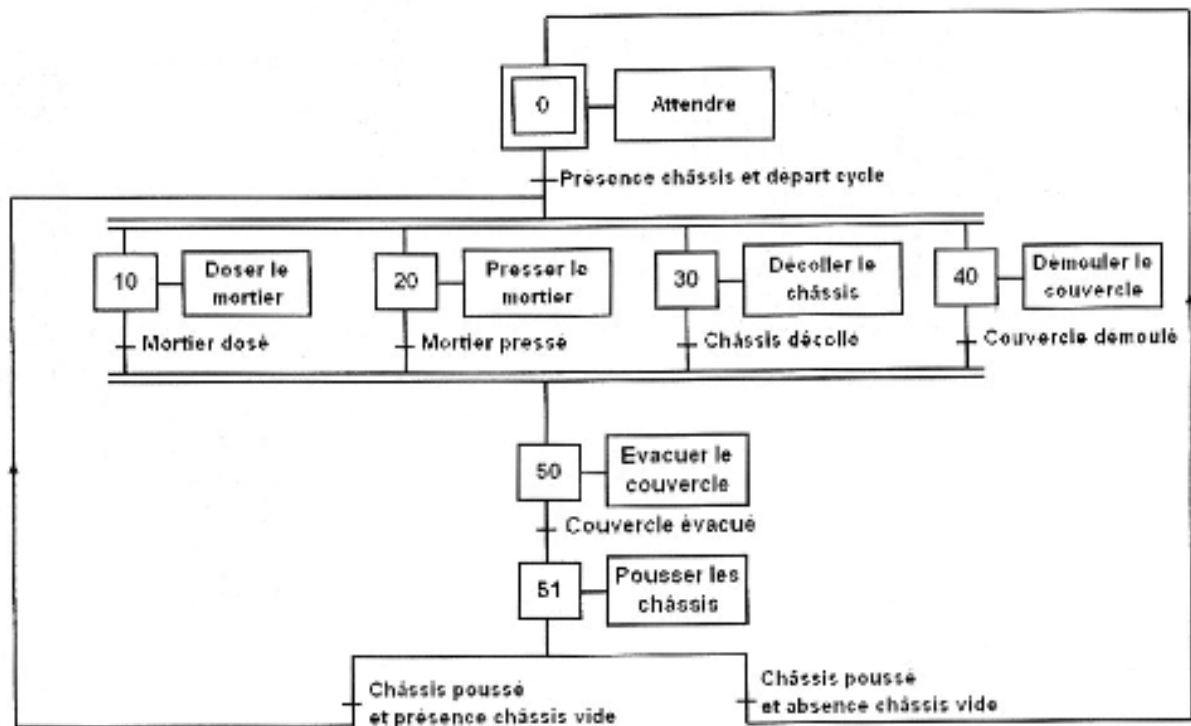 0
Attendre
Présence châssis et départ cycle
10
Doser le
mortier
20
Presser le
mortier
30
Décoller le
châssis
40
Démouler le
couvercle
Mortier dosé
Mortier pressé
Châssis décollé
Couvercle démoulé
50
Evacuer le
couvercle
Couvercle évacué
51
Pousser les
châssis
Châssis poussé
et présence châssis vide
Châssis poussé
et absence châssis vide